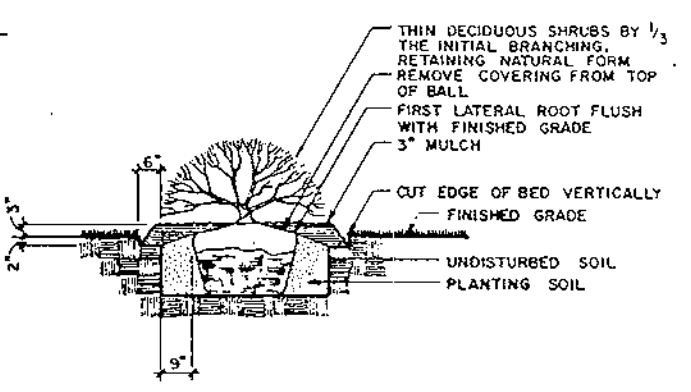 THIN DECIDUOUS SHRUBS BY 1/3
THE INITIAL BRANCHING,
RETAINING NATURAL FORM
REMOVE COVERING FROM TOP
OF BALL
FIRST LATERAL ROOT FLUSH
WITH FINISHED GRADE
3" MULCH
6"
CUT EDGE OF BED VERTICALLY
FINISHED GRADE
3"
2"
UNDISTURBED SOIL
PLANTING SOIL
9"